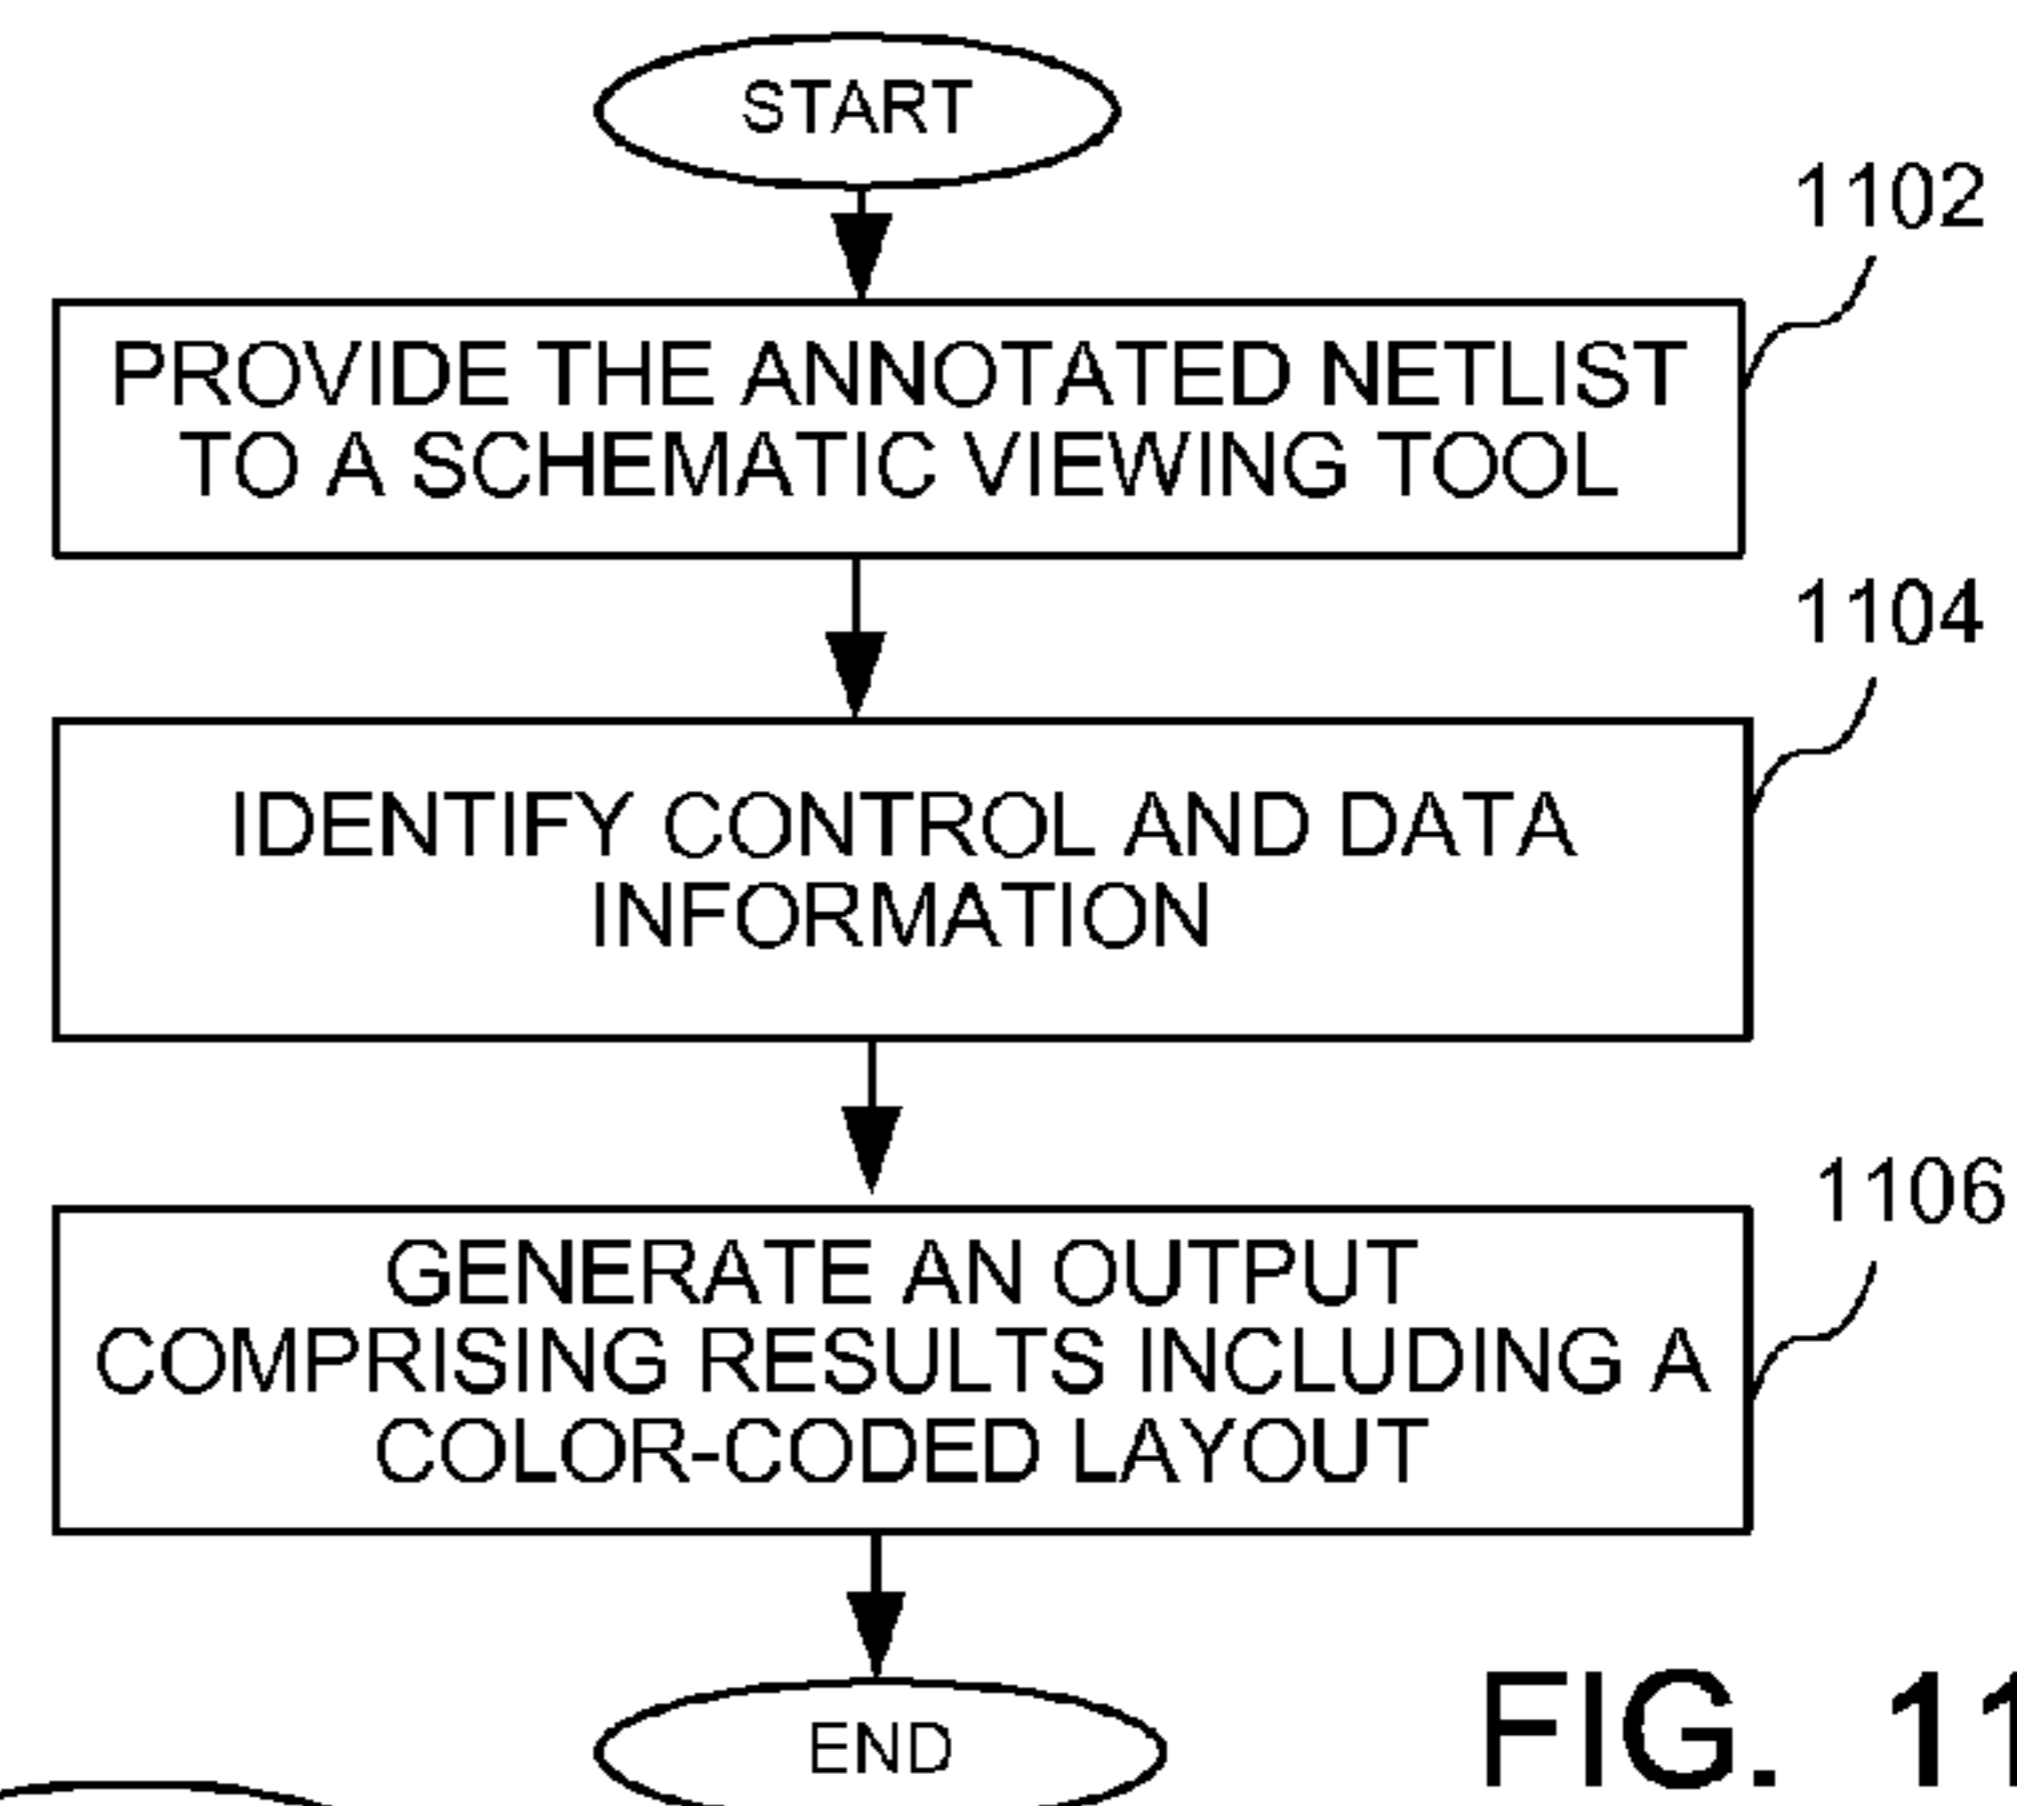 START
1102
PROVIDE THE ANNOTATED NETLIST
TO A SCHEMATIC VIEWING TOOL
1104
IDENTIFY CONTROL AND DATA
INFORMATION
1106
GENERATE AN OUTPUT
COMPRISING RESULTS INCLUDING A
COLOR-CODED LAYOUT
END
FIG. 11